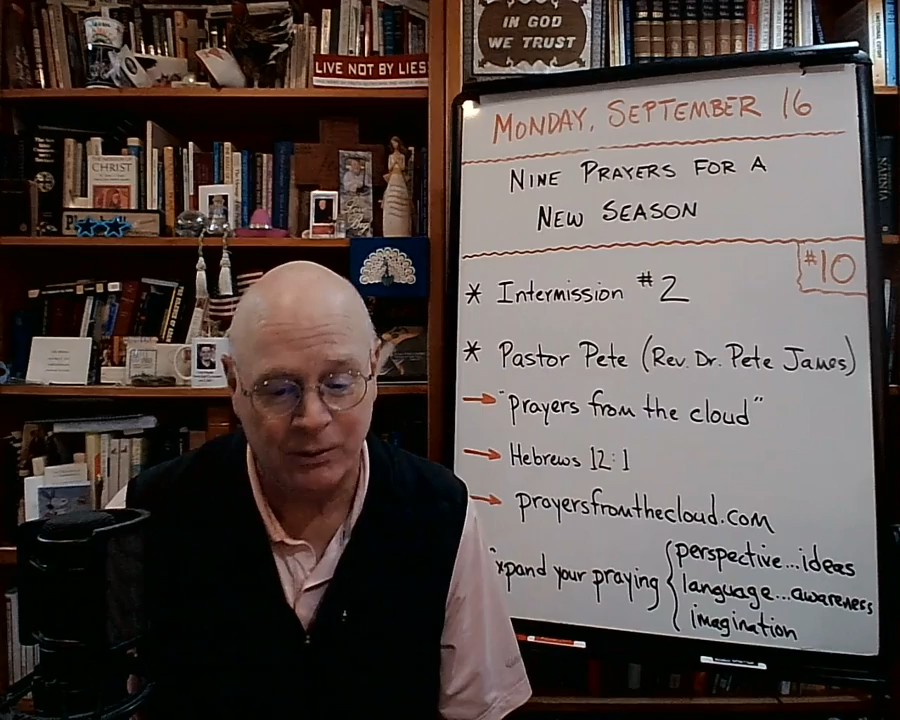 IN GOD
WE TRUST
LIVE NOT BY LIES
CHRIST
NARNIA
MONDAY, SEPTEMBER 16
NINE PRAYERS FOR A
NEW SEASON
#10
* Intermission #2
* Pastor Pete (Rev. Dr. Pete James)
→ "prayers from the cloud"
→ Hebrews 12:1
→ prayersfromthecloud.com
xpand your praying { perspective...ideas
language...awareness
imagination